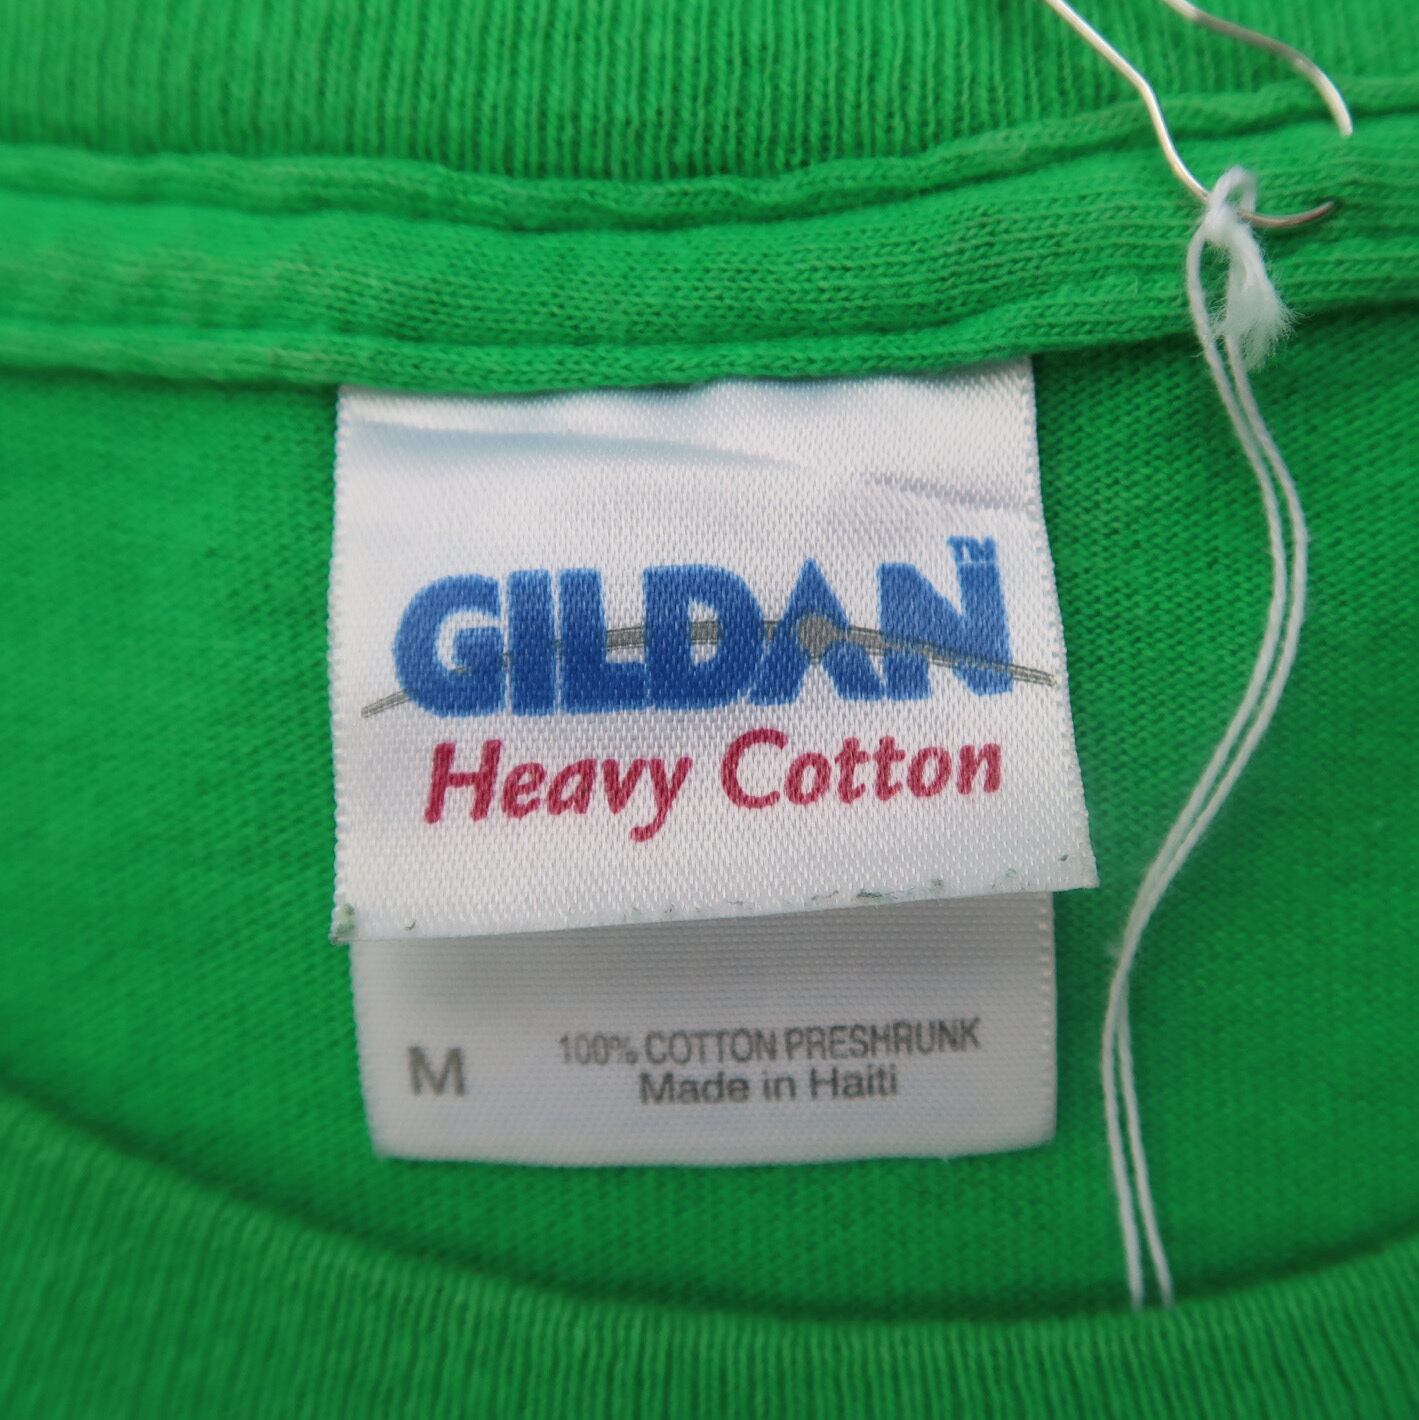 GILDAN™
Heavy Cotton
M
100% COTTON PRESHRUNK
Made in Haiti